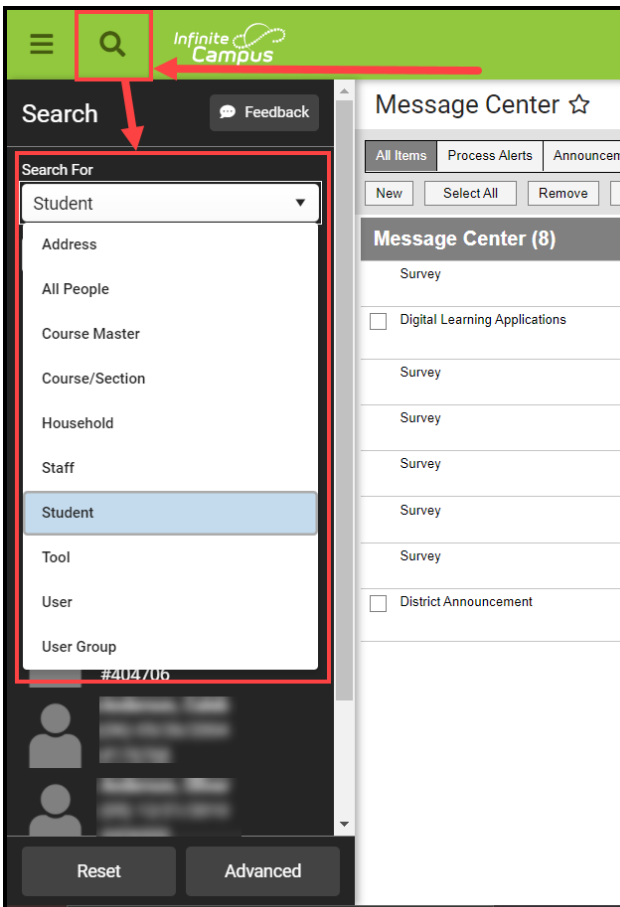 Infinite
Campus
Search
Feedback
Search For
Student
Address
All People
Course Master
Course/Section
Household
Staff
Student
Tool
User
User Group
#404706
Reset
Advanced
Message Center
All Items
Process Alerts
New
Select All
Remove
Message Center (8)
Survey
Digital Learning Applications
Survey
Survey
Survey
Survey
Survey
District Announcement